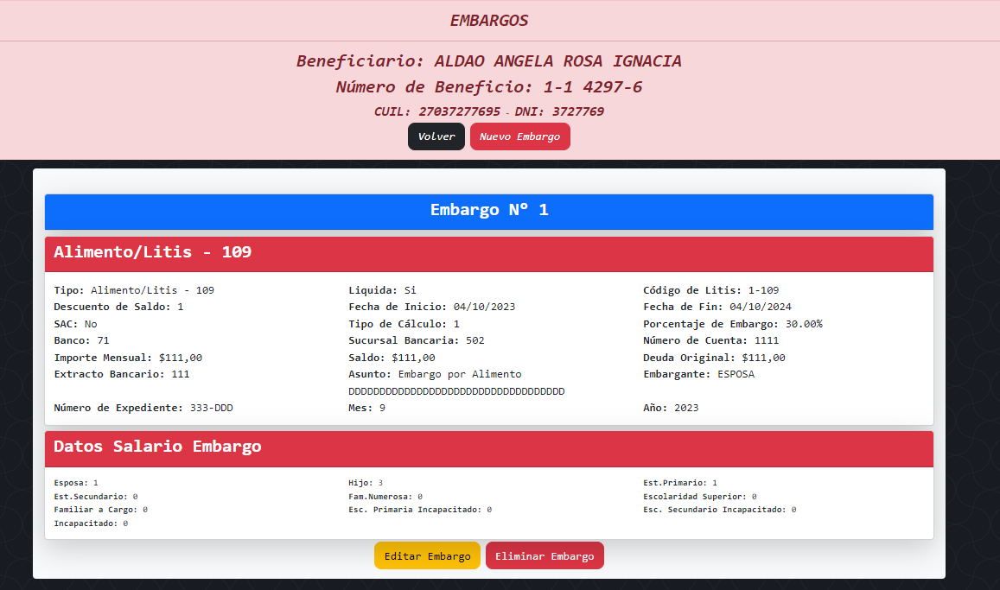 EMBARGOS
Beneficiario: ALDAO ANGELA ROSA IGNACIA
Número de Beneficio: 1-1 4297-6
CUIL: 27037277695 - DNI: 3727769
Volver Nuevo Embargo
Embargo N° 1
Alimento/Litis - 109
Tipo: Alimento/Litis - 109 Liquida: Si Código de Litis: 1-109
Descuento de Saldo: 1 Fecha de Inicio: 04/10/2023 Fecha de Fin: 04/10/2024
SAC: No Tipo de Cálculo: 1 Porcentaje de Embargo: 30.00%
Banco: 71 Sucursal Bancaria: 502 Número de Cuenta: 1111
Importe Mensual: $111,00 Saldo: $111,00 Deuda Original: $111,00
Extracto Bancario: 111 Asunto: Embargo por Alimento Embargante: ESPOSA
DDDDDDDDDDDDDDDDDDDDDDDDDDDDDDDDDDD
Número de Expediente: 333-DDD Mes: 9 Año: 2023
Datos Salario Embargo
Esposa: 1 Hijo: 3 Est.Primario: 1
Est.Secundario: 0 Fam.Numerosa: 0 Escolaridad Superior: 0
Familiar a Cargo: 0 Esc. Primaria Incapacitado: 0 Esc. Secundario Incapacitado: 0
Incapacitado: 0
Editar Embargo Eliminar Embargo